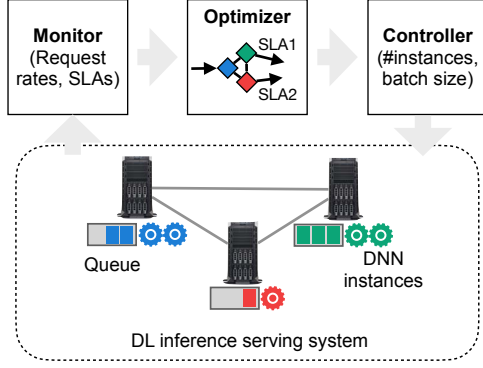 Monitor
(Request
rates, SLAs)
Optimizer
SLA1
SLA2
Controller
(#instances,
batch size)
Queue
DNN
instances
DL inference serving system